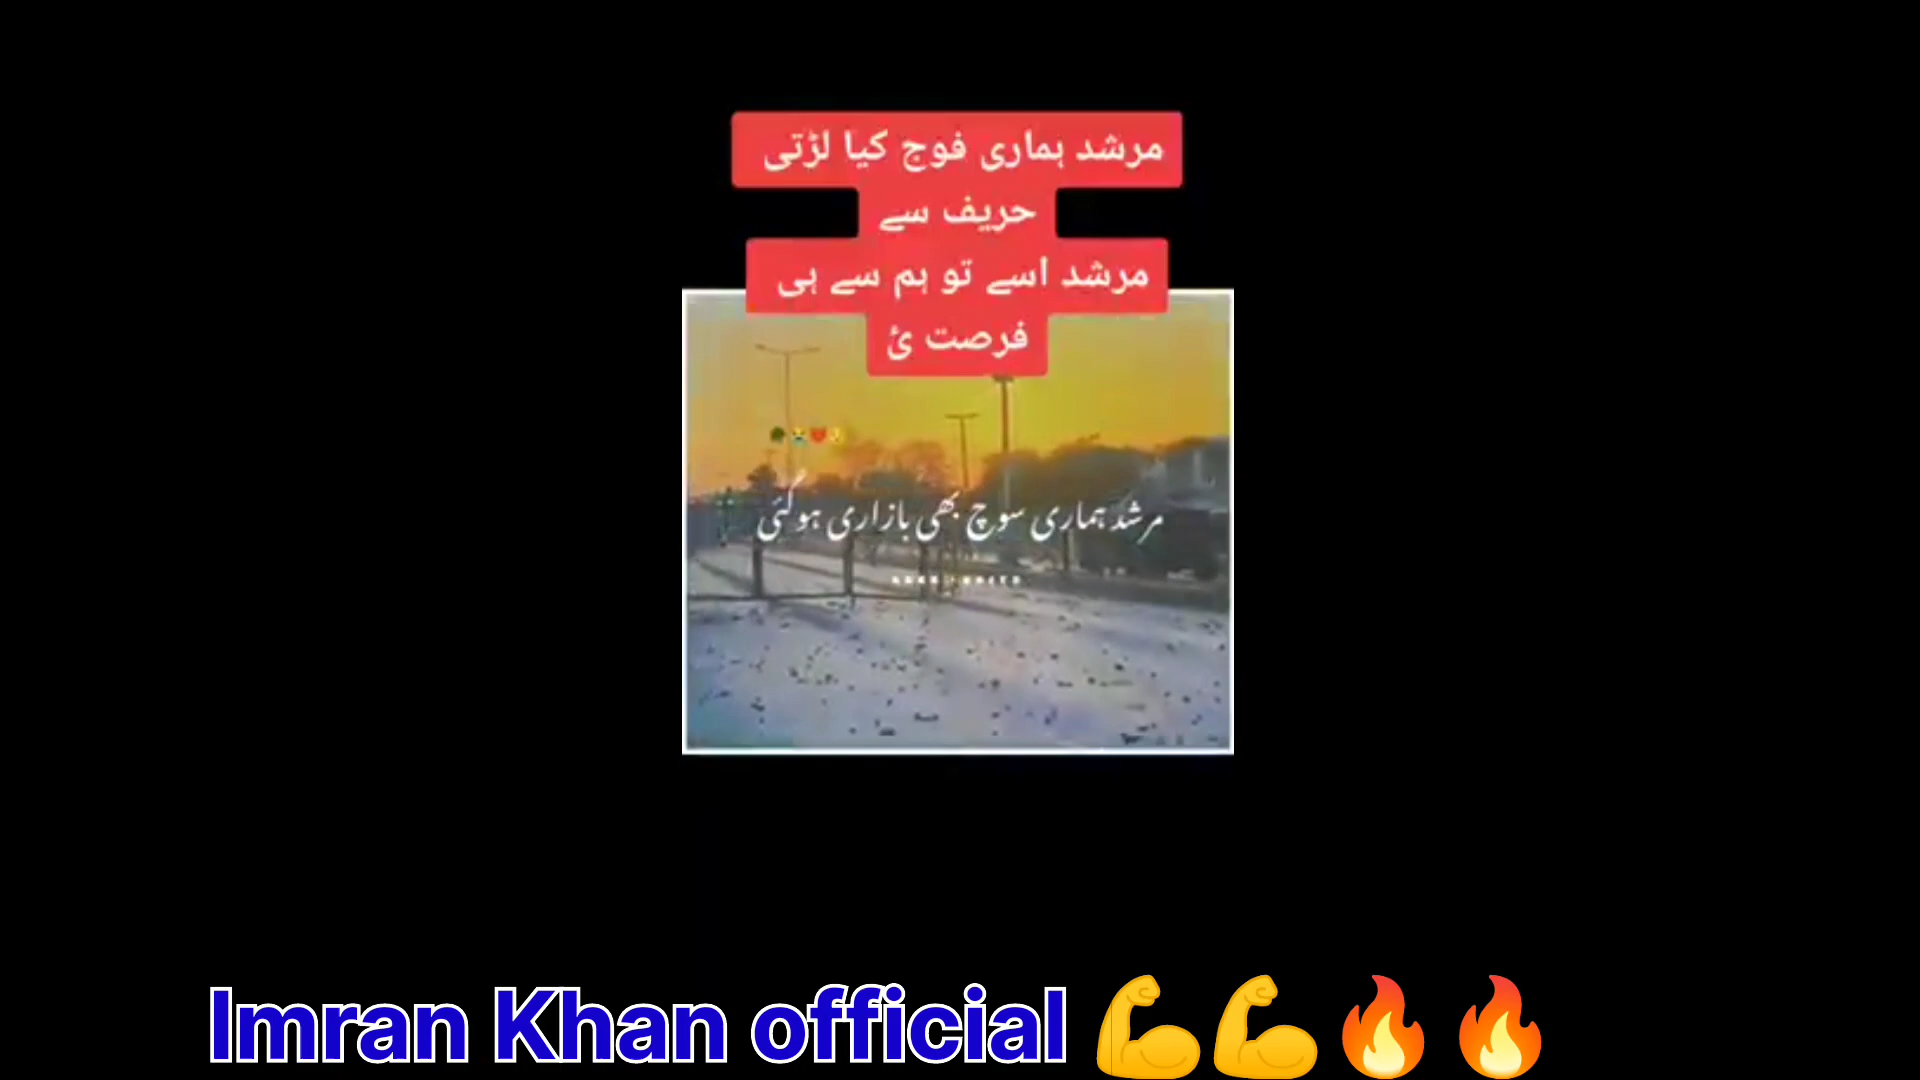 مرشد ہماری فوج کیا لڑتی
حریف سے
مرشد اسے تو ہم سے ہی
فرصت ئ
مرشد ہماری سوچ بھی بازاری ہوگئی
Imran Khan official 💪💪🔥🔥